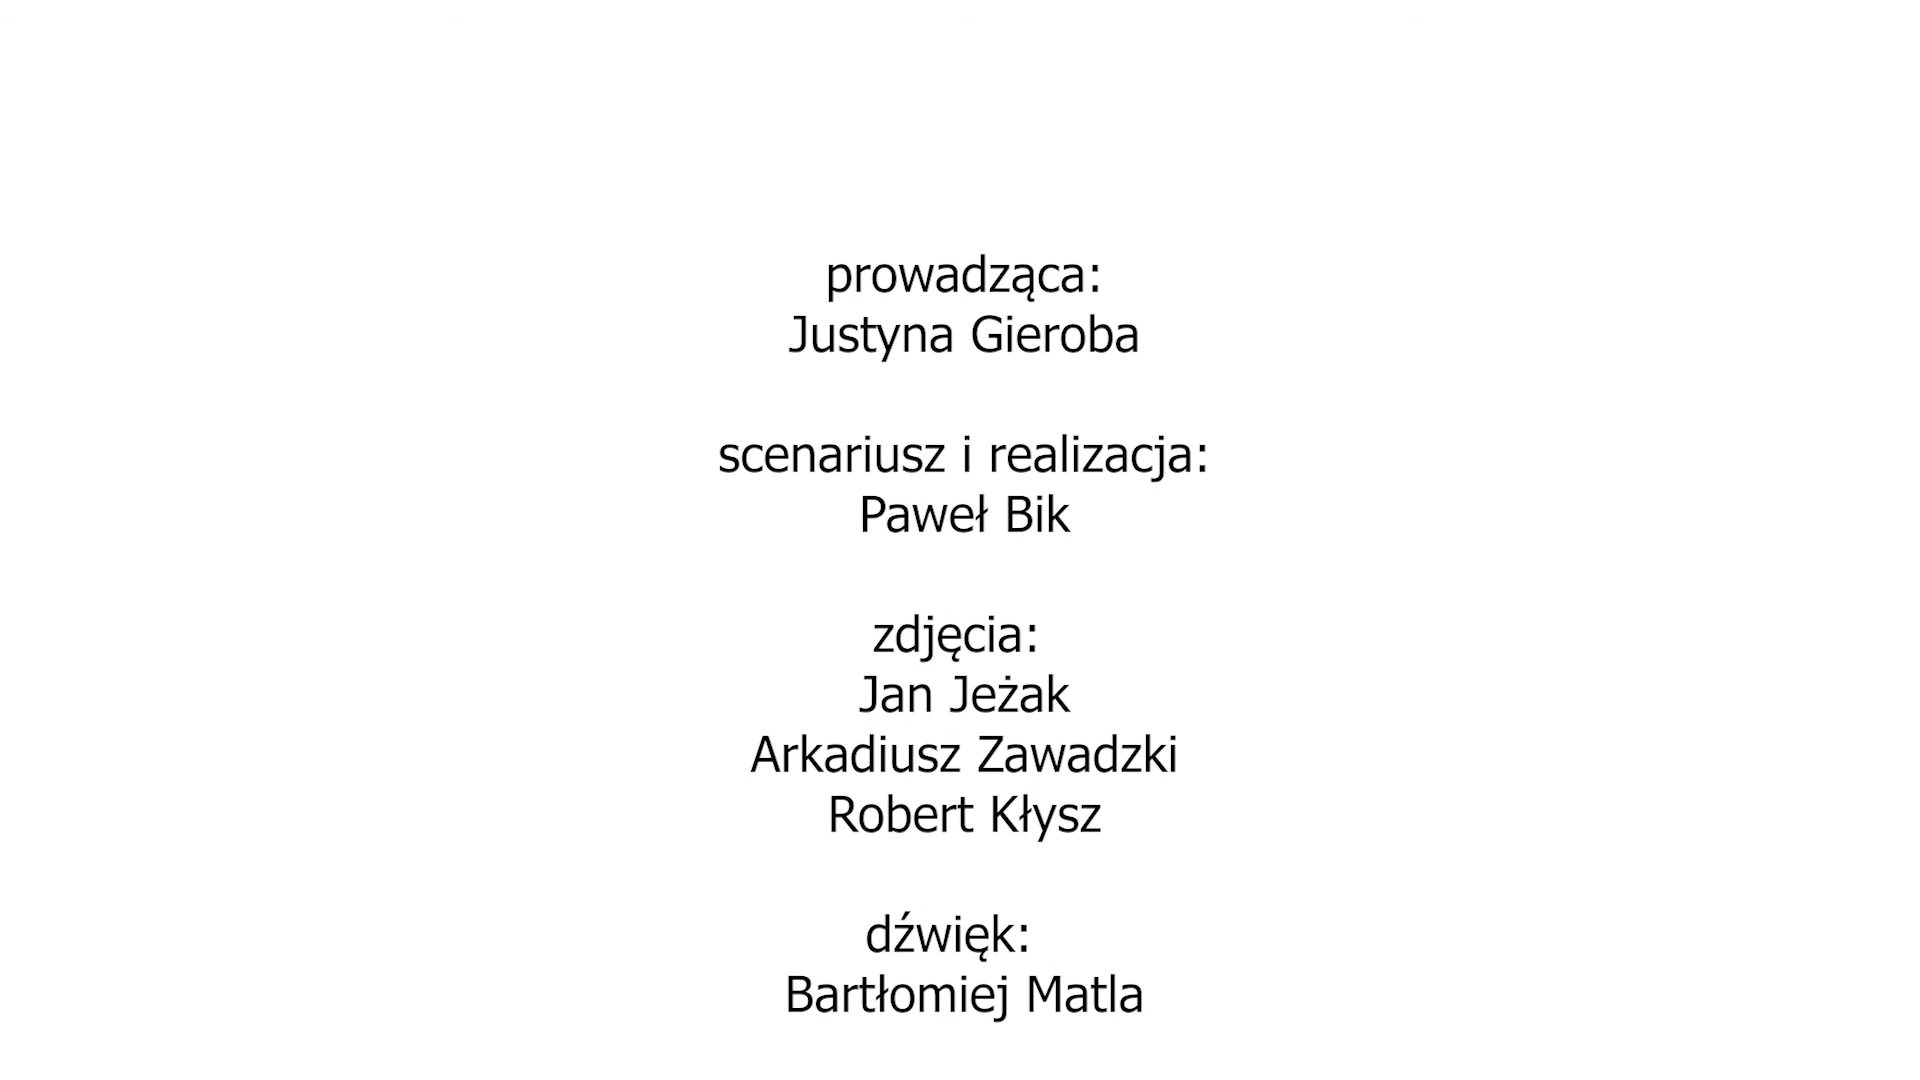 prowadząca:
Justyna Gieroba
scenariusz i realizacja:
Paweł Bik
zdjęcia:
Jan Jeżak
Arkadiusz Zawadzki
Robert Kłysz
dźwięk:
Bartłomiej Matla